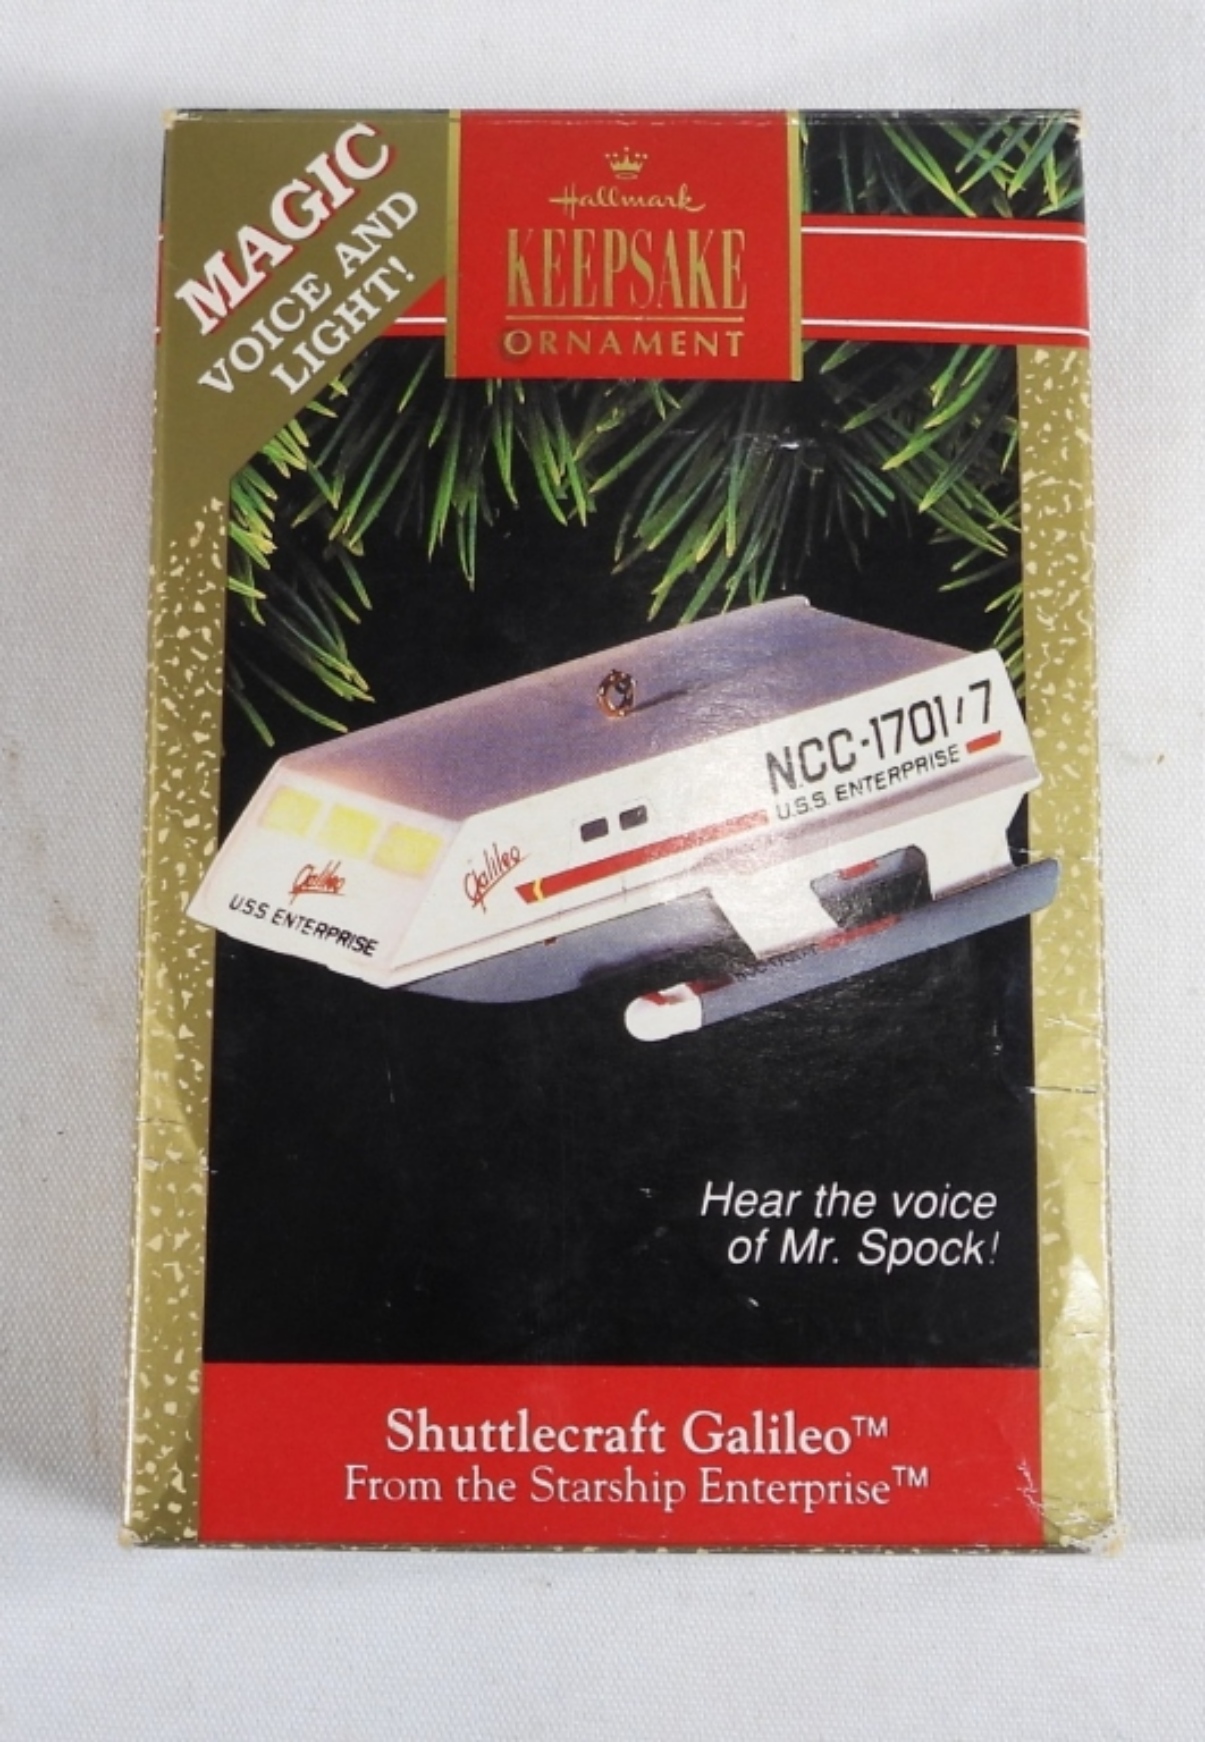 MAGIC
VOICE AND
LIGHT!
Hallmark
KEEPSAKE
ORNAMENT
NCC-1701/7
U.S.S. ENTERPRISE
Galileo
Galileo
U.S.S ENTERPRISE
Hear the voice
of Mr. Spock!
Shuttlecraft Galileo™
From the Starship Enterprise™